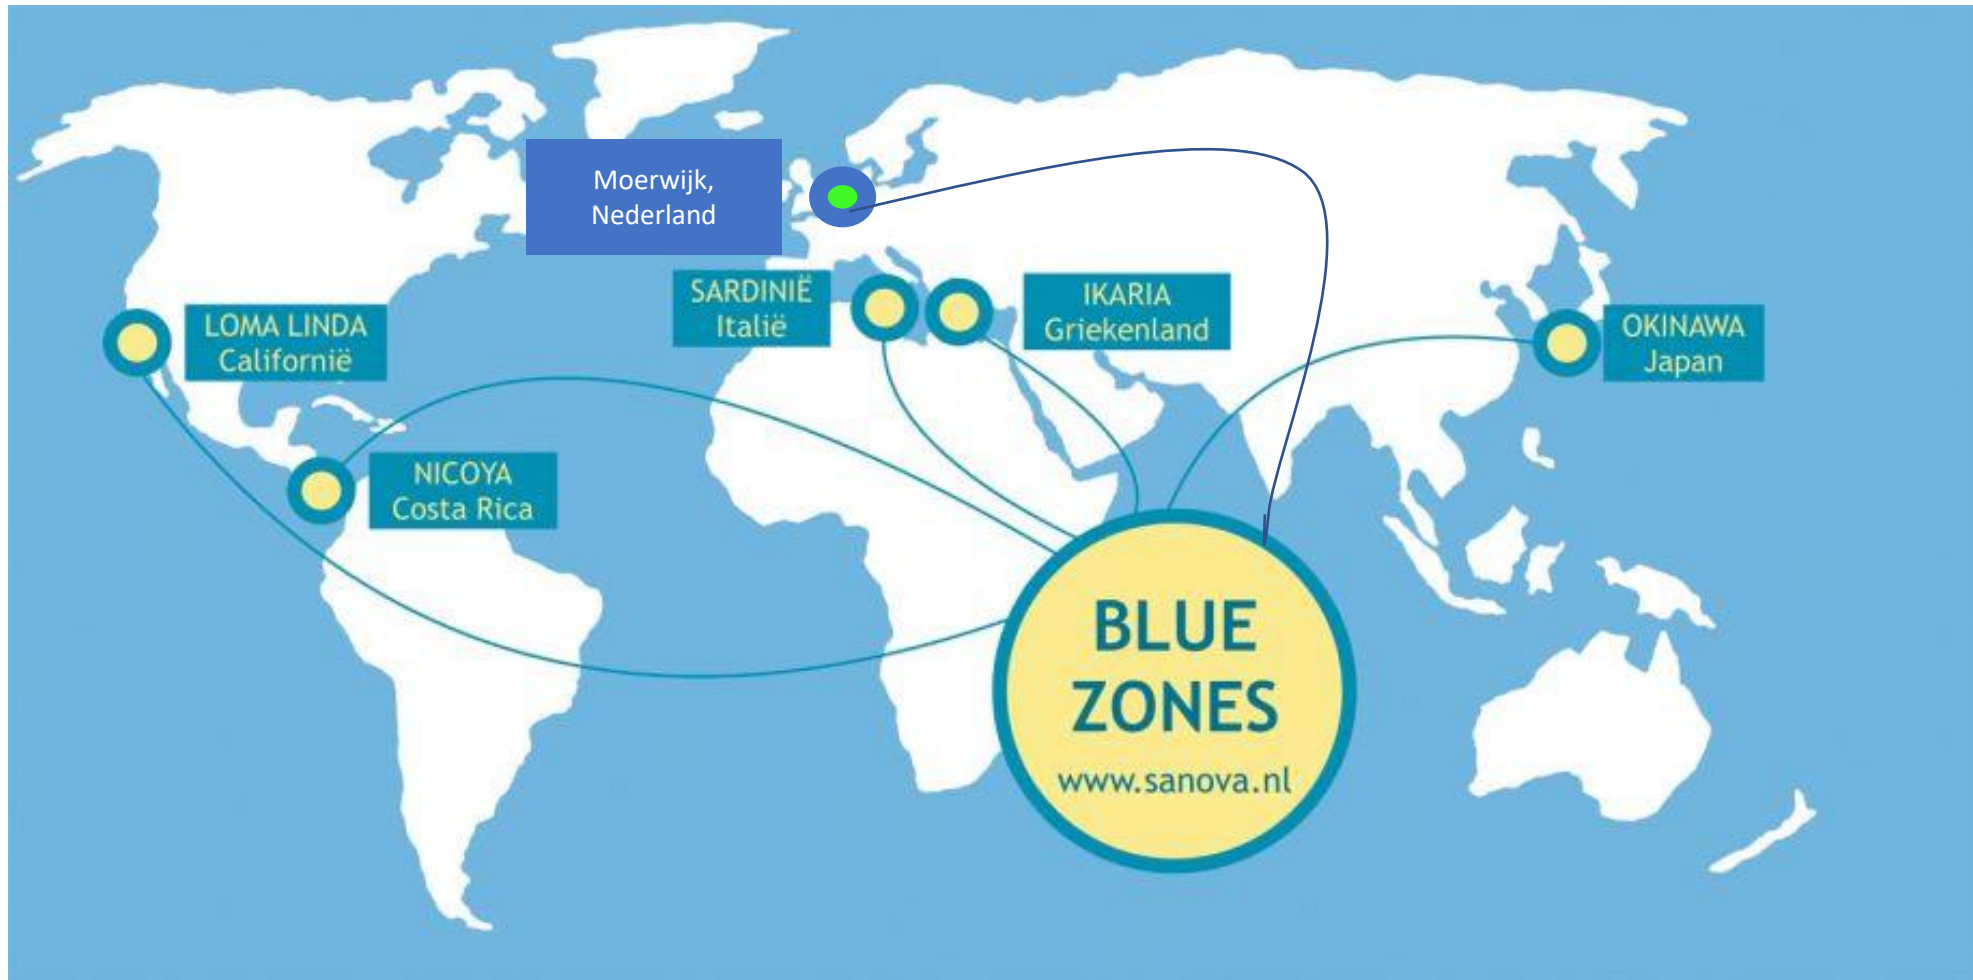 Moerwijk,
Nederland
SARDINIË
Italië
IKARIA
Griekenland
LOMA LINDA
Californië
OKINAWA
Japan
NICOYA
Costa Rica
BLUE
ZONES
www.sanova.nl